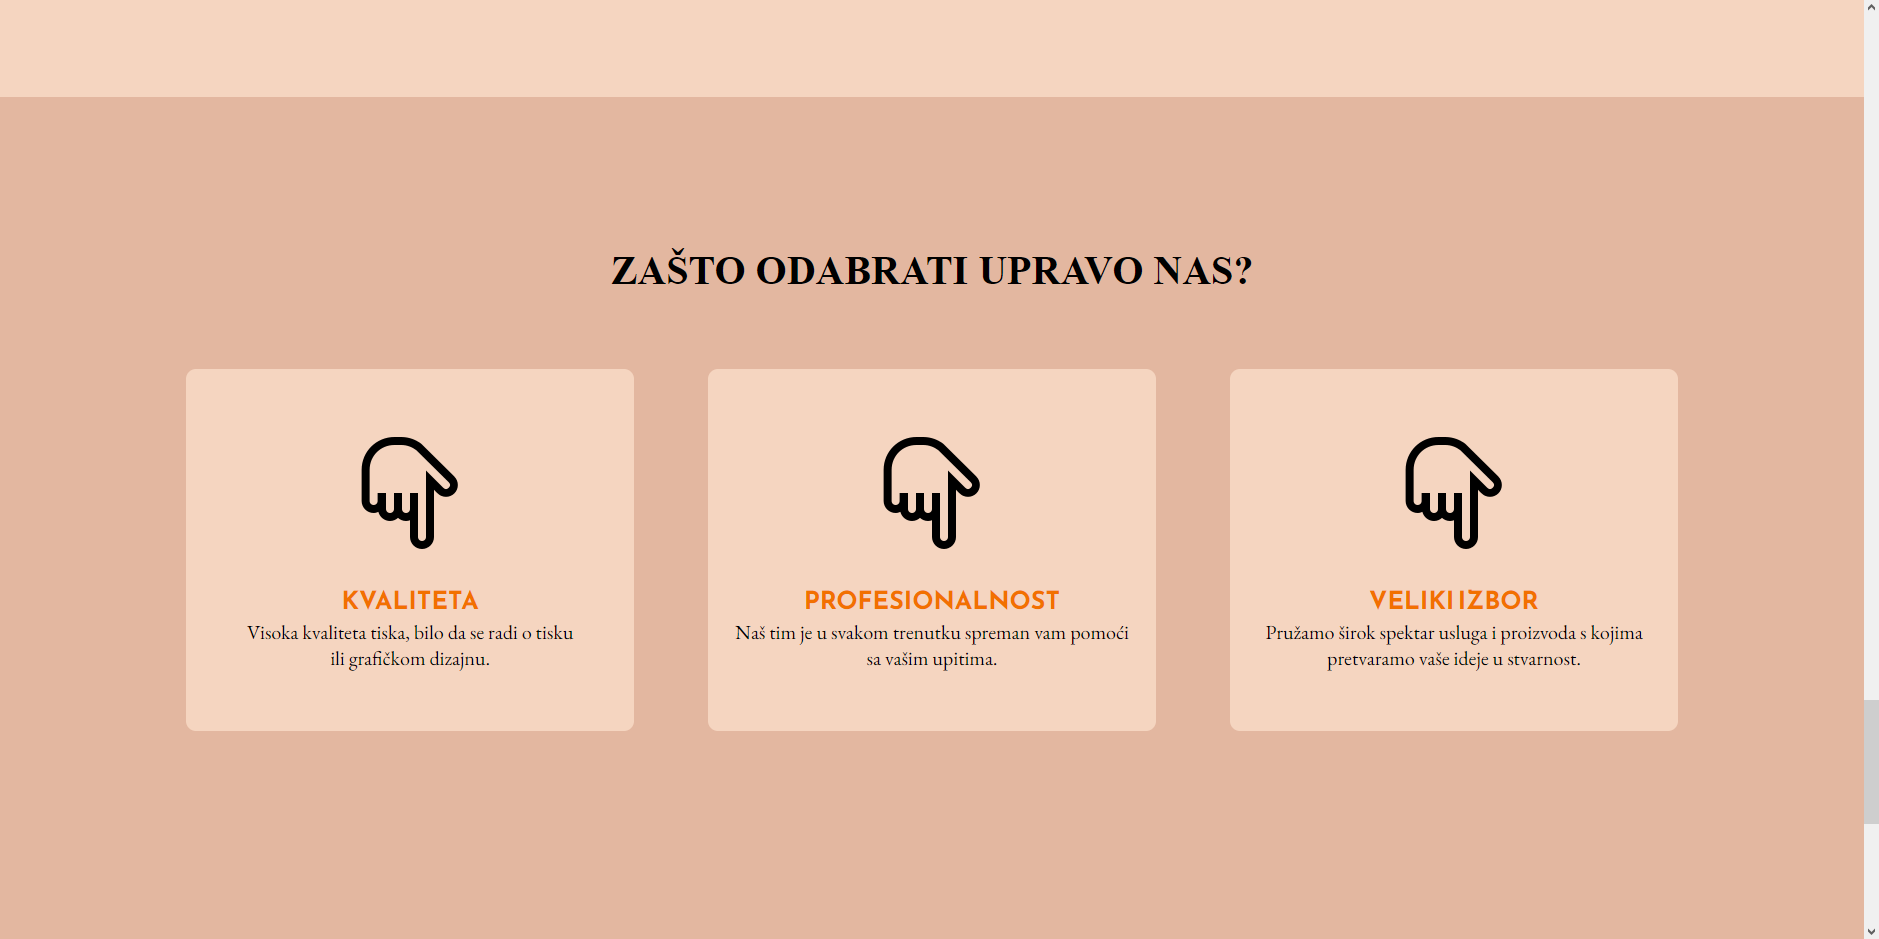 ZAŠTO ODABRATI UPRAVO NAS?
KVALITETA
Visoka kvaliteta tiska, bilo da se radi o tisku
ili grafičkom dizajnu.
PROFESIONALNOST
Naš tim je u svakom trenutku spreman vam pomoći
sa vašim upitima.
VELIKI IZBOR
Pružamo širok spektar usluga i proizvoda s kojima
pretvaramo vaše ideje u stvarnost.